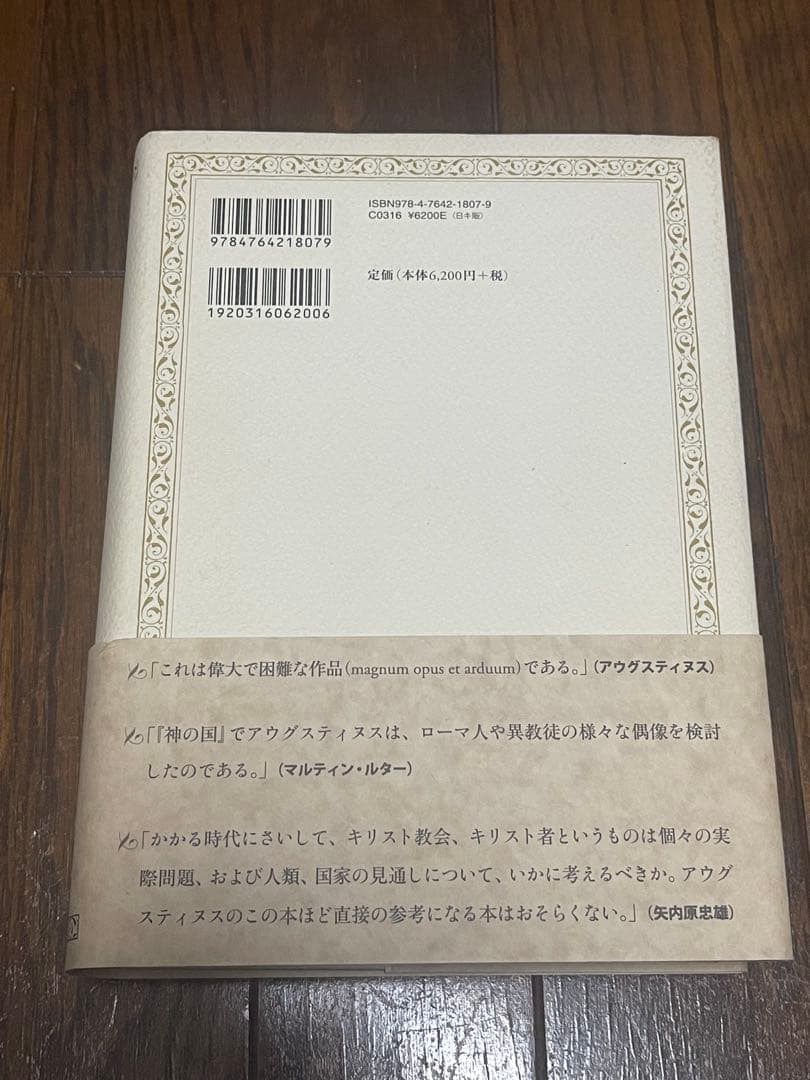 ISBN978-4-7642-1807-9
C0316 ¥6200E (日キ販)
9784764218079
定価(本体6,200円+税)
1920316062006
「これは偉大で困難な作品(magnum opus et arduum)である。」(アウグスティヌス)
「『神の国』でアウグスティヌスは、ローマ人や異教徒の様々な偶像を検討
したのである。」(マルティン・ルター)
「かかる時代にさいして、キリスト教会、キリスト者というものは個々の実
際問題、および人類、国家の見通しについて、いかに考えるべきか。アウグ
スティヌスのこの本ほど直接の参考になる本はおそらくない。」(矢内原忠雄)